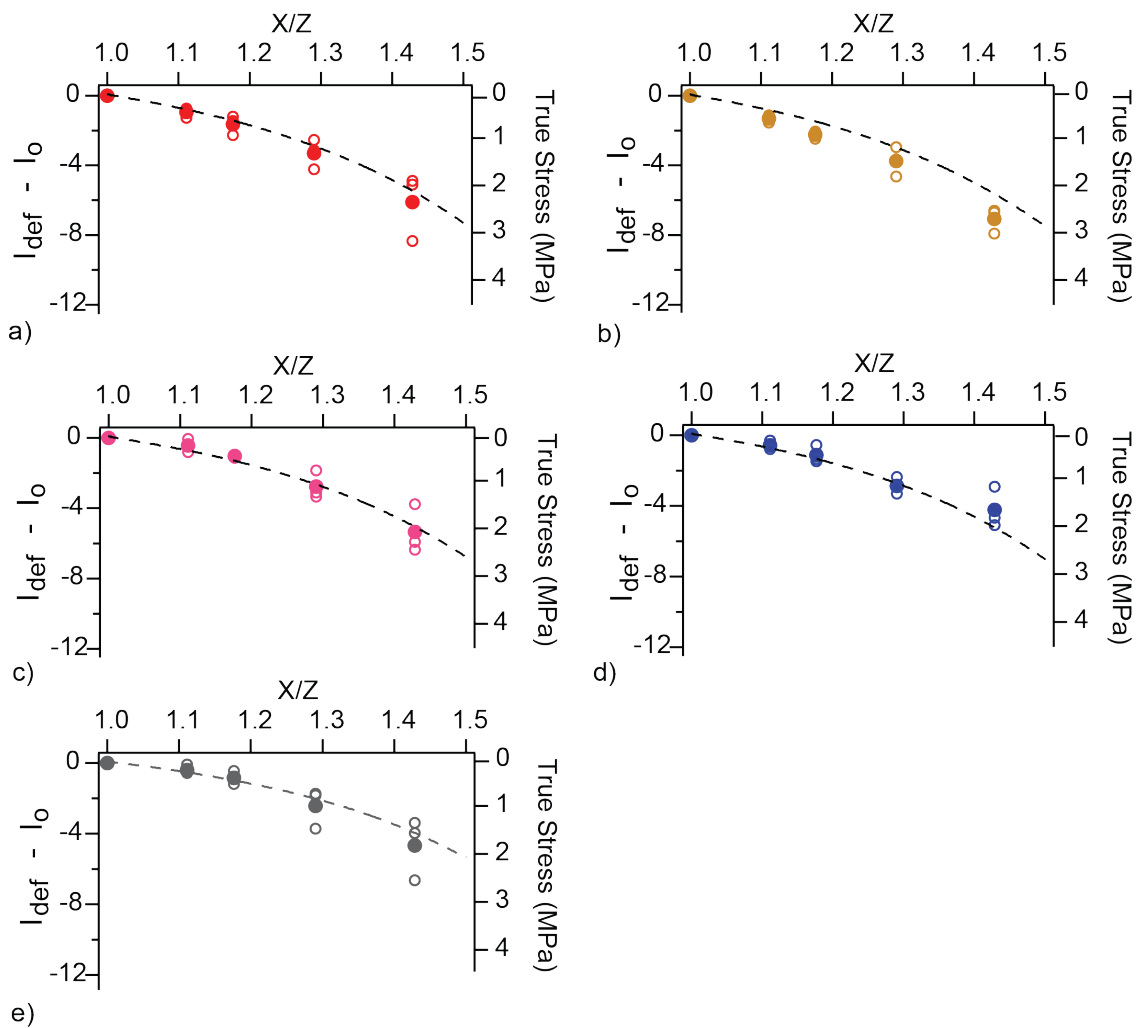 X/Z
1.0 1.1 1.2 1.3 1.4 1.5
0 -4 -8 -12
I_def - I_o
0 1 2 3 4
True Stress (MPa)
a)
X/Z
1.0 1.1 1.2 1.3 1.4 1.5
0 -4 -8 -12
I_def - I_o
0 1 2 3 4
True Stress (MPa)
b)
X/Z
1.0 1.1 1.2 1.3 1.4 1.5
0 -4 -8 -12
I_def - I_o
0 1 2 3 4
True Stress (MPa)
c)
X/Z
1.0 1.1 1.2 1.3 1.4 1.5
0 -4 -8 -12
I_def - I_o
0 1 2 3 4
True Stress (MPa)
d)
X/Z
1.0 1.1 1.2 1.3 1.4 1.5
0 -4 -8 -12
I_def - I_o
0 1 2 3 4
True Stress (MPa)
e)